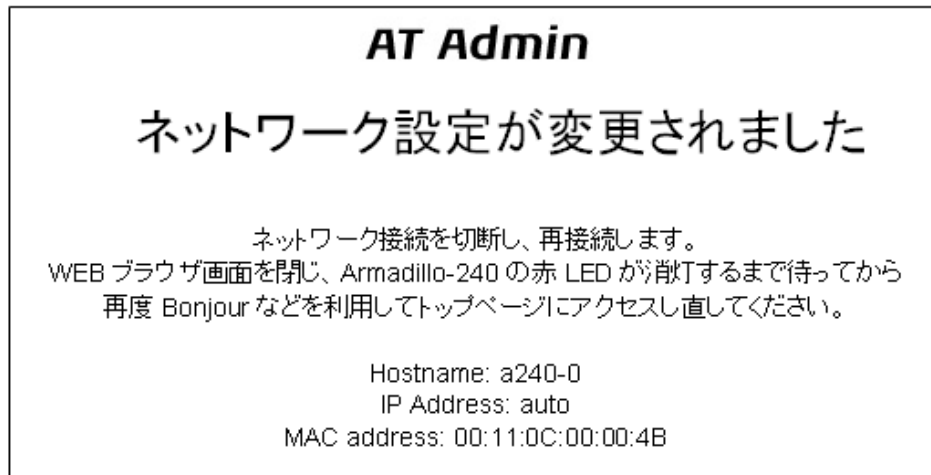 AT Admin
ネットワーク設定が変更されました
ネットワーク接続を切断し、再接続します。
WEB ブラウザ画面を閉じ、Armadillo-240 の赤 LED が消灯するまで待ってから
再度 Bonjour などを利用してトップページにアクセスし直してください。
Hostname: a240-0
IP Address: auto
MAC address: 00:11:0C:00:00:4B